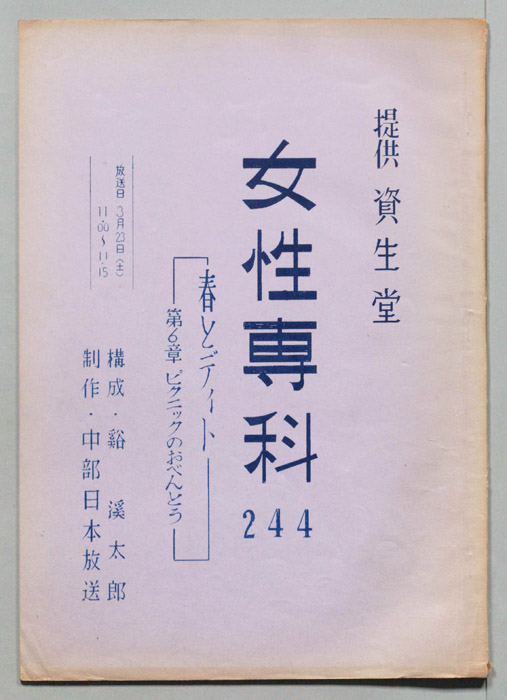 提供 資生堂
女性専科
244
春とデイト
第6章 ピクニックのおべんとう
放送日 3月23日(土)
11.00〜11.15
構成・谿 渓太郎
制作・中部日本放送